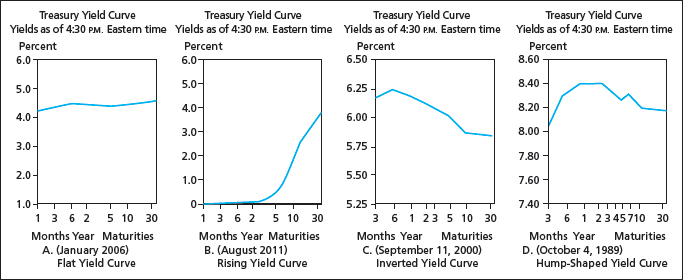 Treasury Yield Curve
Yields as of 4:30 P.M. Eastern time
Percent
6.0
5.0
4.0
3.0
2.0
1.0
1 3 6 1 2 5 10 30
Months Year Maturities
A. (January 2006)
Flat Yield Curve
Treasury Yield Curve
Yields as of 4:30 P.M. Eastern time
Percent
6.0
5.0
4.0
3.0
2.0
1.0
0
1 3 6 2 5 10 30
Months Year Maturities
B. (August 2011)
Rising Yield Curve
Treasury Yield Curve
Yields as of 4:30 P.M. Eastern time
Percent
6.50
6.25
6.00
5.75
5.50
5.25
3 6 1 2 3 5 10 30
Months Year Maturities
C. (September 11, 2000)
Inverted Yield Curve
Treasury Yield Curve
Yields as of 4:30 P.M. Eastern time
Percent
8.60
8.40
8.20
8.00
7.80
7.60
7.40
3 6 1 2 3 4 5 7 10 30
Months Year Maturities
D. (October 4, 1989)
Hump-Shaped Yield Curve